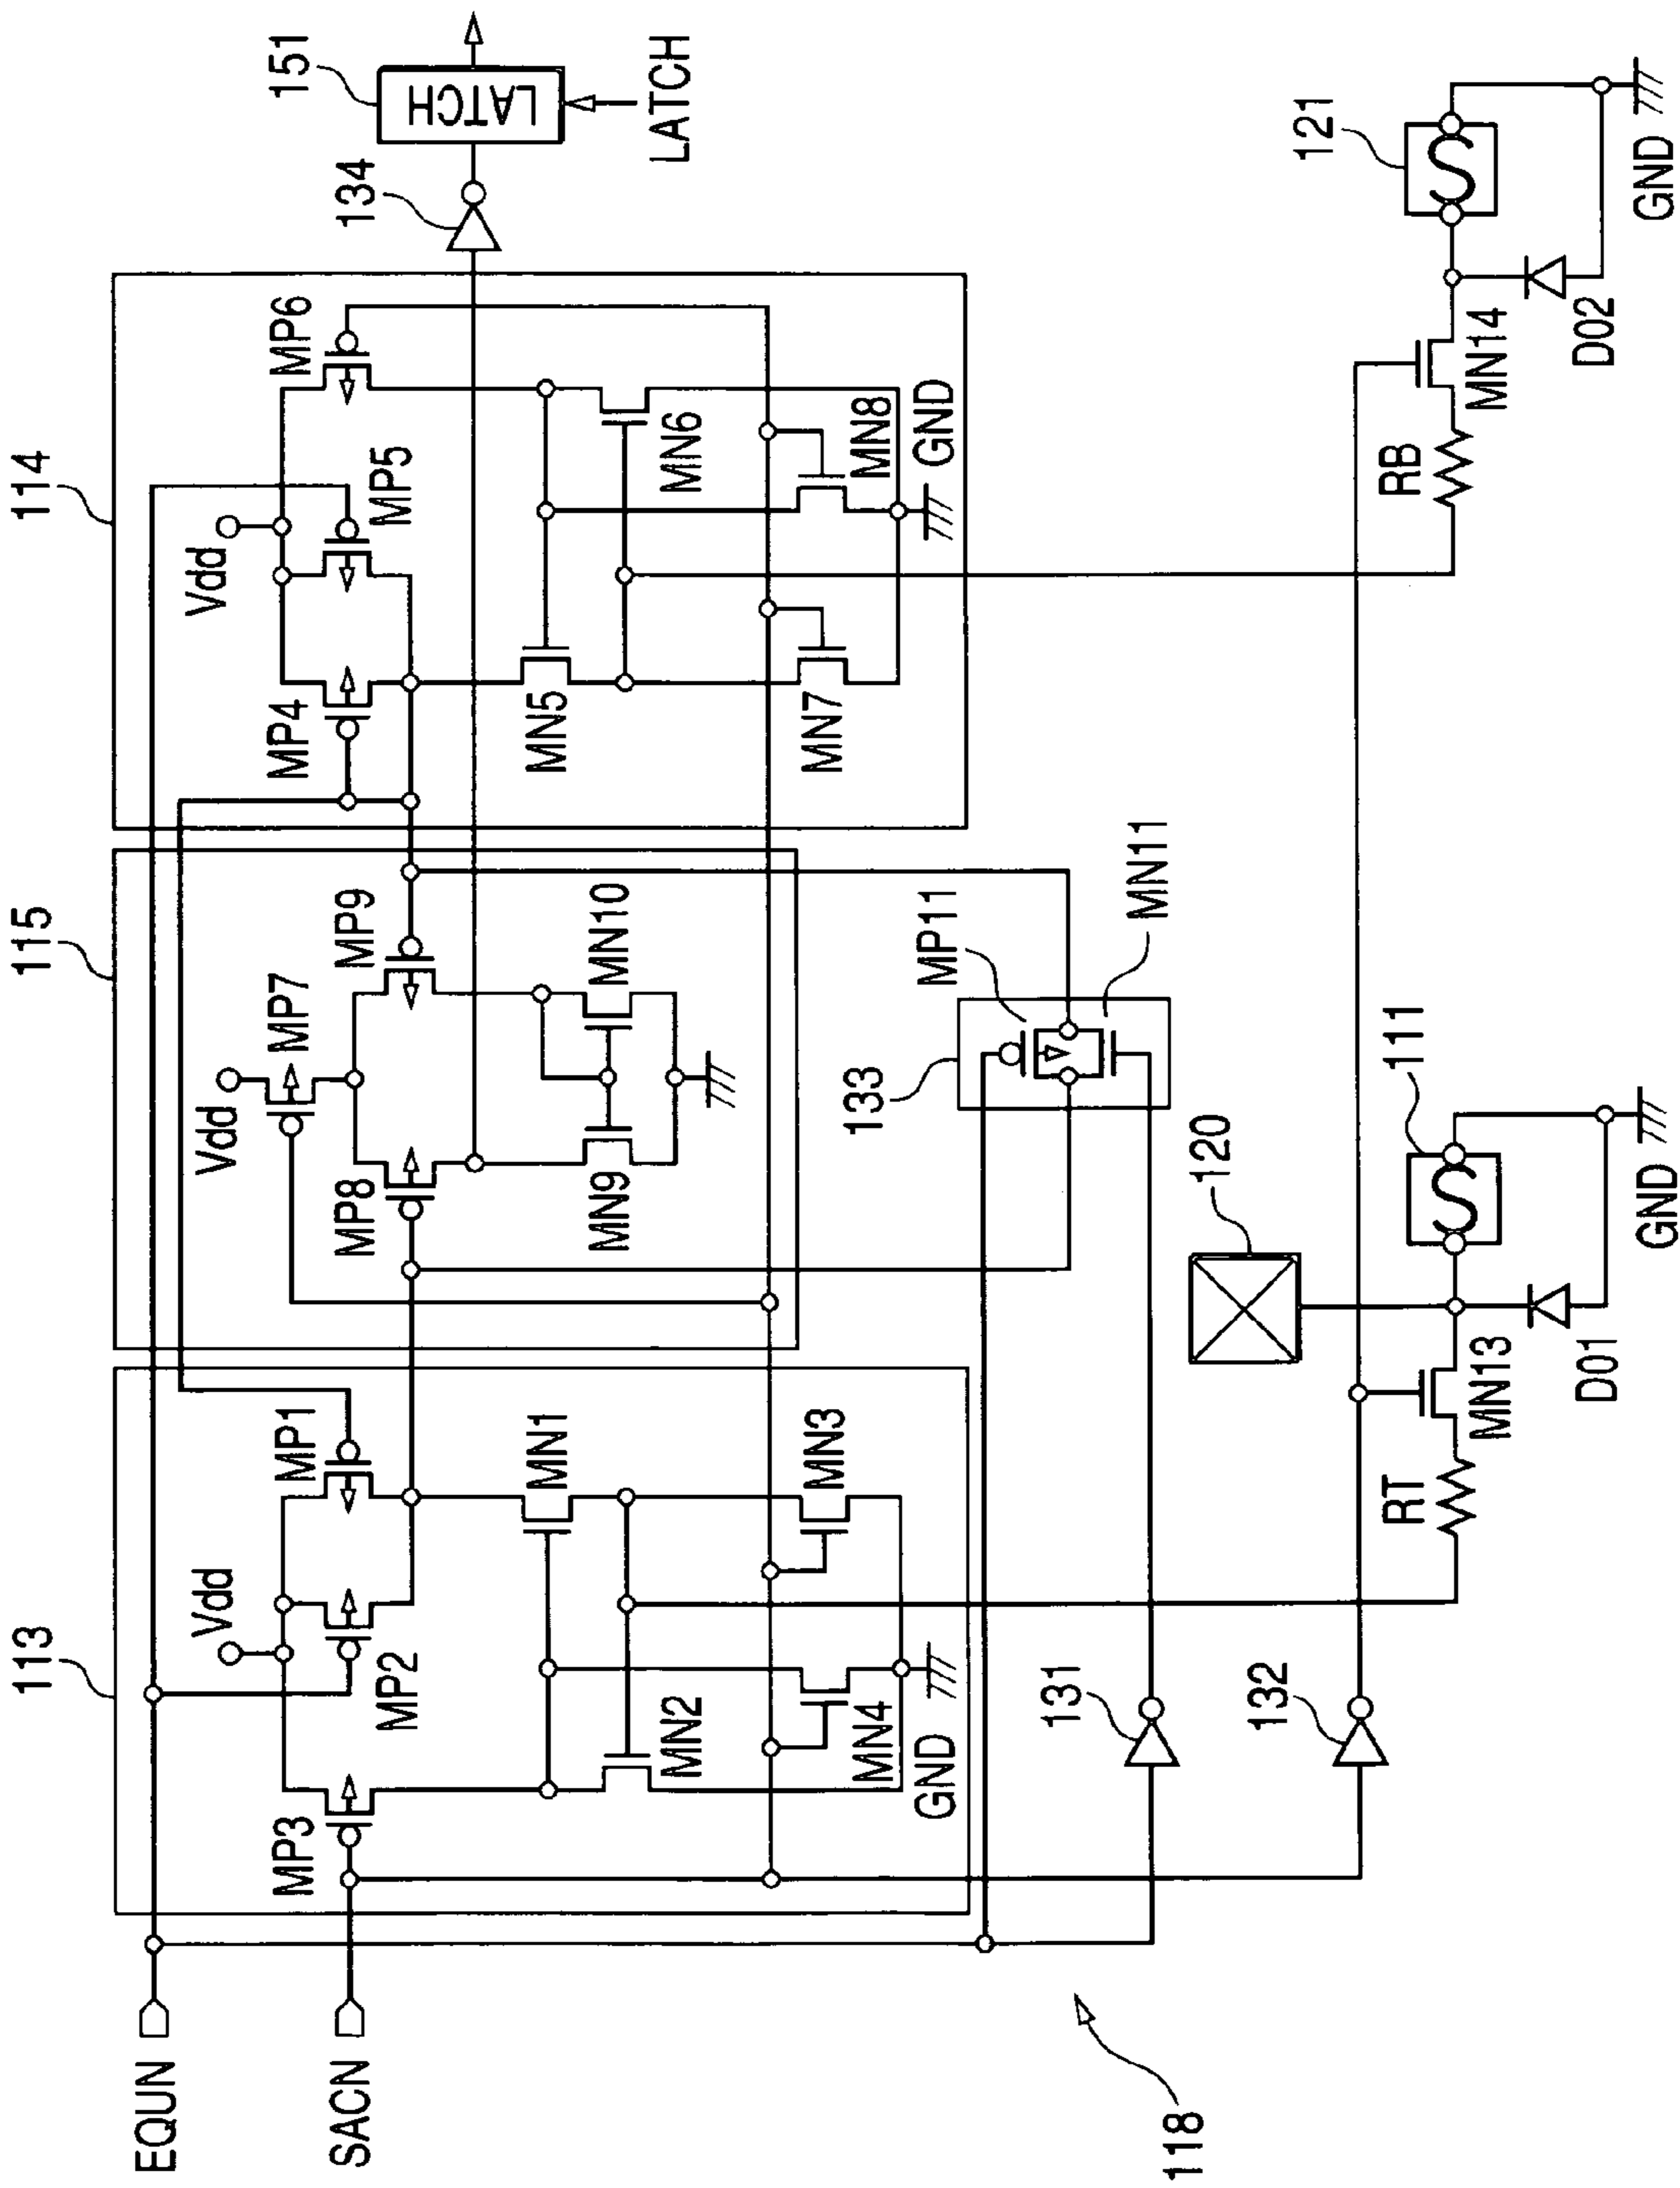 113
115
114
EQUN
SACN
Vdd
MP3
MP2
MP1
MN1
MN2
MN3
MN4
GND
Vdd
MP7
MP8
MP9
MN9
MN10
Vdd
MP4
MP5
MP6
MN5
MN6
MN7
MN8
GND
134
151
LATCH
LATCH
133
MP11
MN11
131
132
120
RT
MN13
D01
111
S
GND
RB
MN14
D02
121
S
GND
118